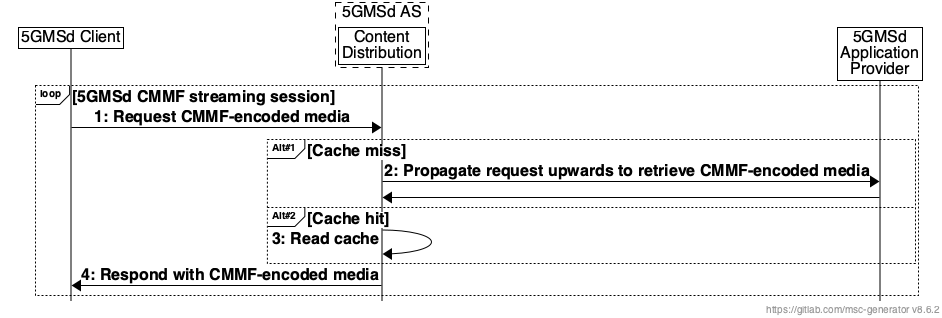 5GMSd AS
5GMSd Client
Content
Distribution
5GMSd
Application
Provider
loop
[5GMSd CMMF streaming session]
1: Request CMMF-encoded media
Alt#1
[Cache miss]
2: Propagate request upwards to retrieve CMMF-encoded media
Alt#2
[Cache hit]
3: Read cache
4: Respond with CMMF-encoded media
https://gitlab.com/msc-generator v8.6.2